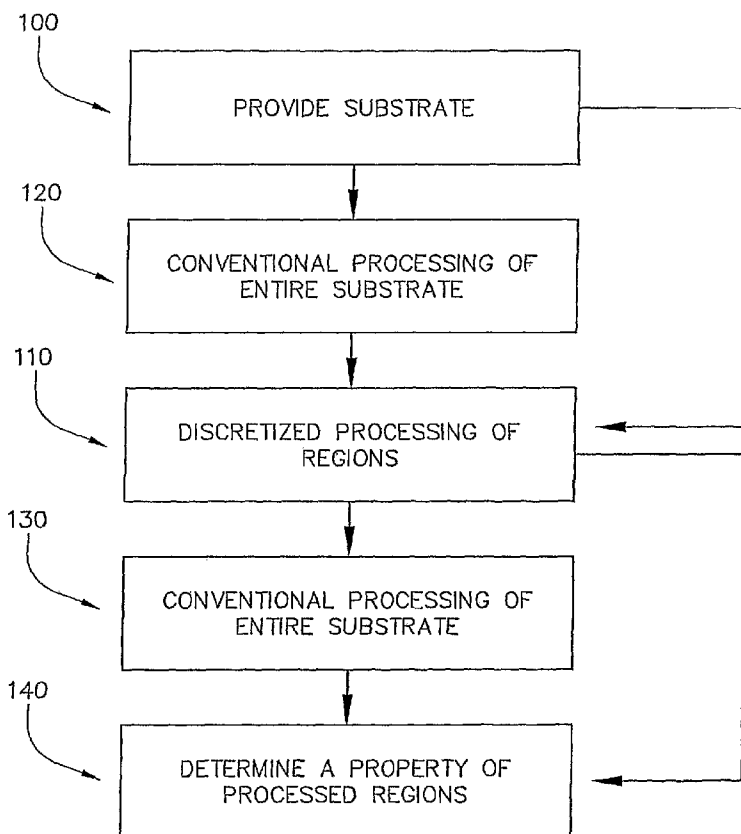 100
PROVIDE SUBSTRATE
120
CONVENTIONAL PROCESSING OF
ENTIRE SUBSTRATE
110
DISCRETIZED PROCESSING OF
REGIONS
130
CONVENTIONAL PROCESSING OF
ENTIRE SUBSTRATE
140
DETERMINE A PROPERTY OF
PROCESSED REGIONS